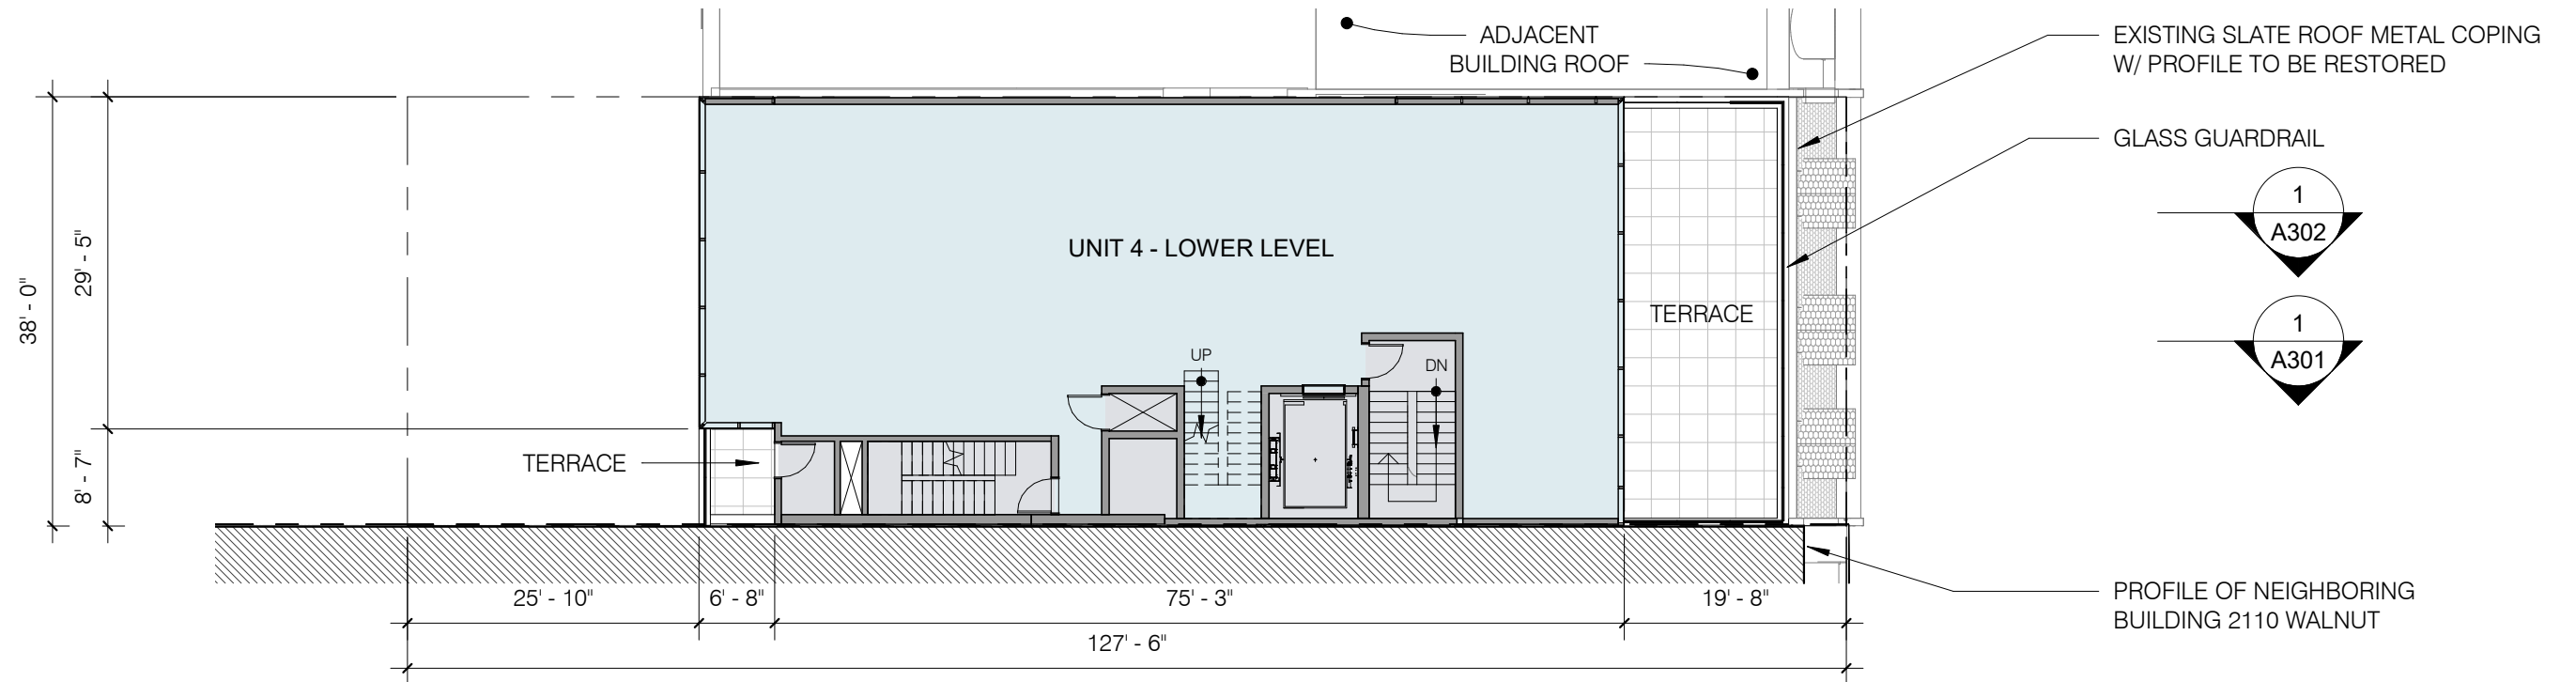 ADJACENT
BUILDING ROOF
EXISTING SLATE ROOF METAL COPING
W/ PROFILE TO BE RESTORED
GLASS GUARDRAIL
1
A302
1
A301
38' - 0"
29' - 5"
8' - 7"
UNIT 4 - LOWER LEVEL
TERRACE
UP
DN
TERRACE
PROFILE OF NEIGHBORING
BUILDING 2110 WALNUT
25' - 10"
6' - 8"
75' - 3"
19' - 8"
127' - 6"